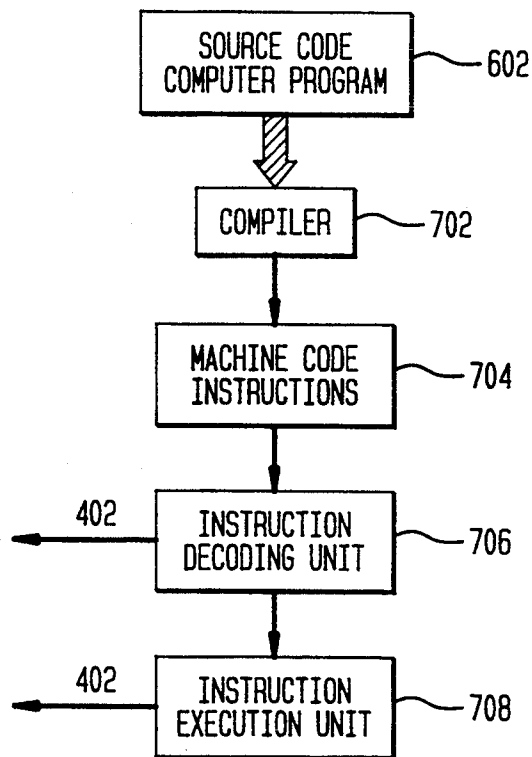 SOURCE CODE
COMPUTER PROGRAM
602
COMPILER
702
MACHINE CODE
INSTRUCTIONS
704
402
INSTRUCTION
DECODING UNIT
706
402
INSTRUCTION
EXECUTION UNIT
708